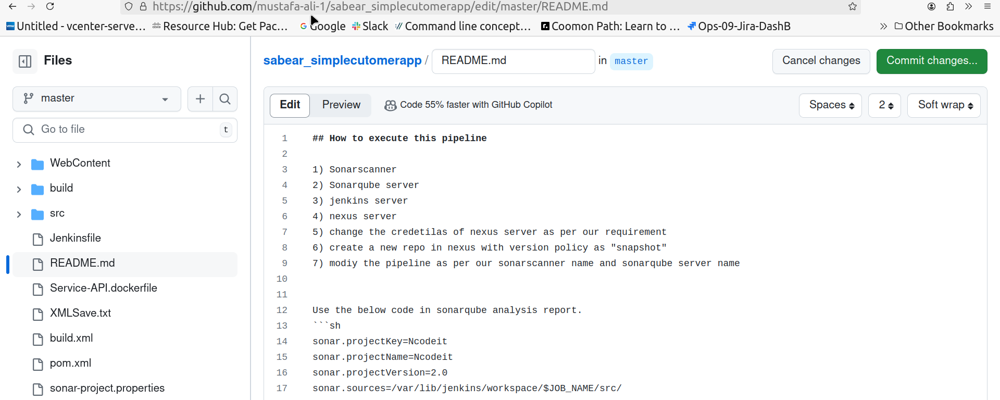 https://github.com/mustafa-ali-1/sabear_simplecutomerapp/edit/master/README.md
Untitled - vcenter-serve... Resource Hub: Get Pac... Google Slack Command line concept... Coomon Path: Learn to ... Ops-09-Jira-DashB Other Bookmarks
Files
sabear_simplecutomerapp / README.md in master Cancel changes Commit changes...
master
Go to file t
WebContent
build
src
Jenkinsfile
README.md
Service-API.dockerfile
XMLSave.txt
build.xml
pom.xml
sonar-project.properties
Edit Preview Code 55% faster with GitHub Copilot Spaces 2 Soft wrap
1 ## How to execute this pipeline
2
3 1) Sonarscanner
4 2) Sonarqube server
5 3) jenkins server
6 4) nexus server
7 5) change the credetilas of nexus server as per our requirement
8 6) create a new repo in nexus with version policy as "snapshot"
9 7) modiy the pipeline as per our sonarscanner name and sonarqube server name
10
11
12 Use the below code in sonarqube analysis report.
13 ```sh
14 sonar.projectKey=Ncodeit
15 sonar.projectName=Ncodeit
16 sonar.projectVersion=2.0
17 sonar.sources=/var/lib/jenkins/workspace/$JOB_NAME/src/